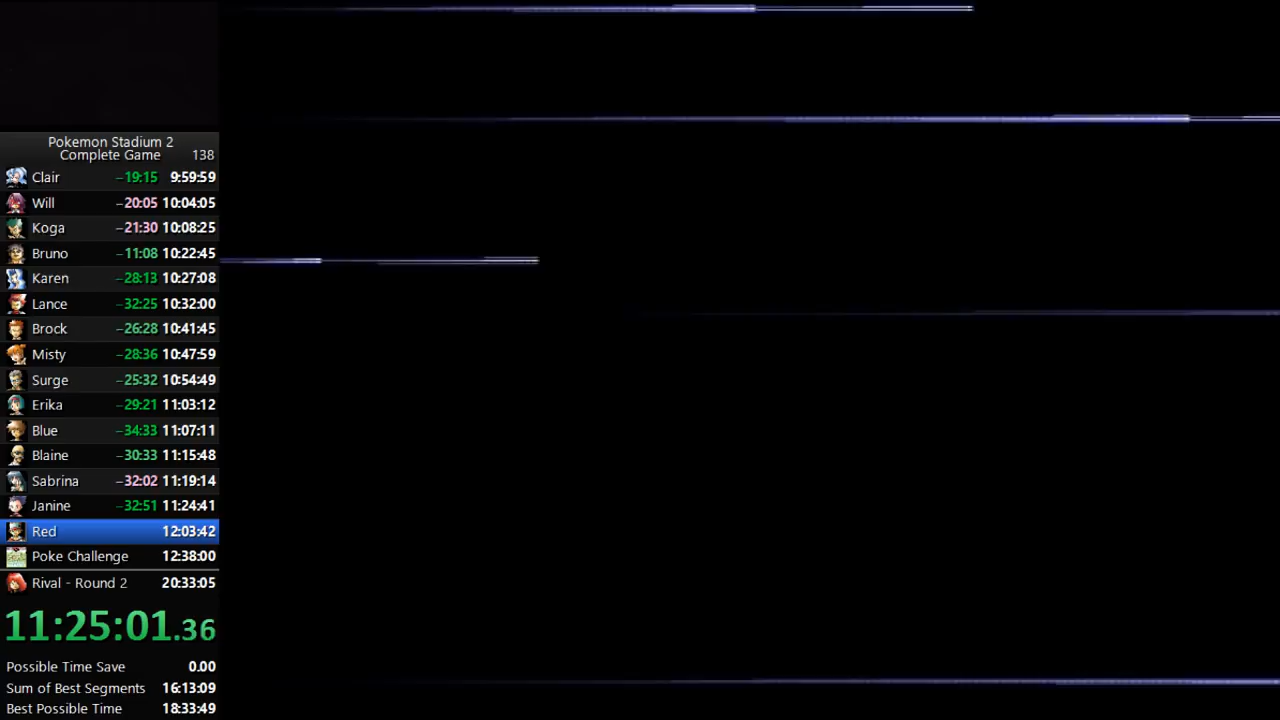 Pokemon Stadium 2
Complete Game 138
Clair −19:15 9:59:59
Will −20:05 10:04:05
Koga −21:30 10:08:25
Bruno −11:08 10:22:45
Karen −28:13 10:27:08
Lance −32:25 10:32:00
Brock −26:28 10:41:45
Misty −28:36 10:47:59
Surge −25:32 10:54:49
Erika −29:21 11:03:12
Blue −34:33 11:07:11
Blaine −30:33 11:15:48
Sabrina −32:02 11:19:14
Janine −32:51 11:24:41
Red 12:03:42
Poke Challenge 12:38:00
Rival - Round 2 20:33:05
11:25:01.36
Possible Time Save 0.00
Sum of Best Segments 16:13:09
Best Possible Time 18:33:49